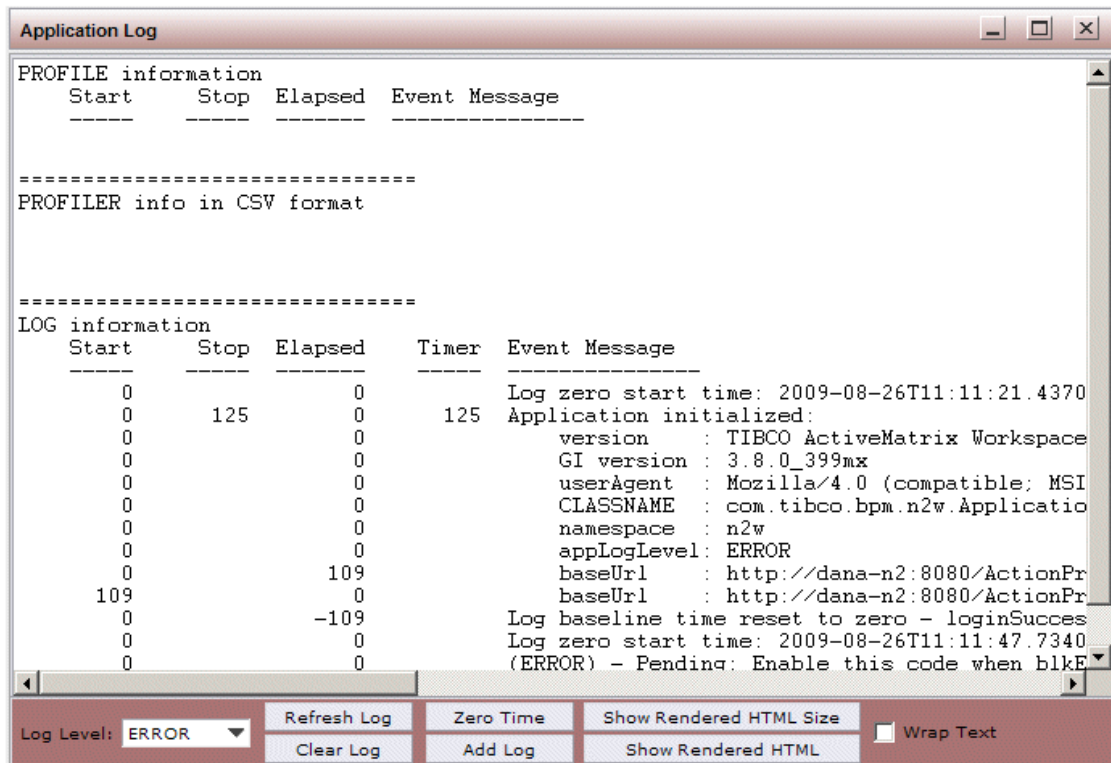 Application Log
PROFILE information
Start Stop Elapsed Event Message
----- ----- ------- ---------------
===============================
PROFILER info in CSV format
===============================
LOG information
Start Stop Elapsed Timer Event Message
----- ----- ------- ----- ---------------
0 0 Log zero start time: 2009-08-26T11:11:21.4370
0 125 0 125 Application initialized:
0 0 version : TIBCO ActiveMatrix Workspace
0 0 GI version : 3.8.0_399mx
0 0 userAgent : Mozilla/4.0 (compatible; MSI
0 0 CLASSNAME : com.tibco.bpm.n2w.Applicatio
0 0 namespace : n2w
0 0 appLogLevel: ERROR
0 109 baseUrl : http://dana-n2:8080/ActionPr
109 0 baseUrl : http://dana-n2:8080/ActionPr
0 -109 Log baseline time reset to zero - loginSucces
0 0 Log zero start time: 2009-08-26T11:11:47.7340
0 0 (ERROR) - Pending: Enable this code when blkE
Log Level: ERROR Refresh Log Zero Time Show Rendered HTML Size Wrap Text
Clear Log Add Log Show Rendered HTML